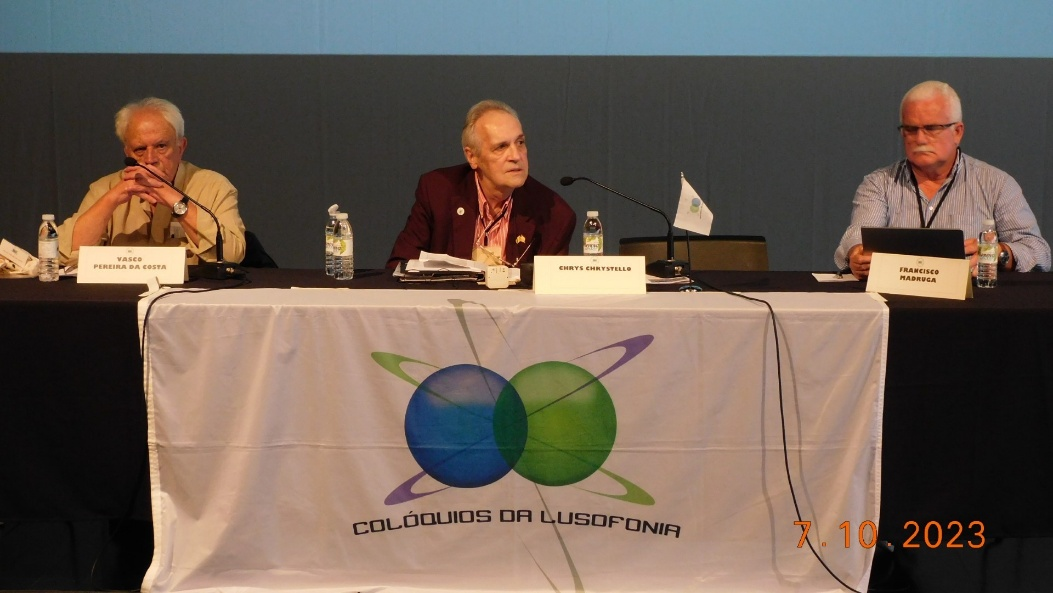 VASCO
PEREIRA DA COSTA
CHRYS CHRYSTELLO
FRANCISCO
MADRUGA
COLÓQUIOS DA LUSOFONIA
7. 10. 2023